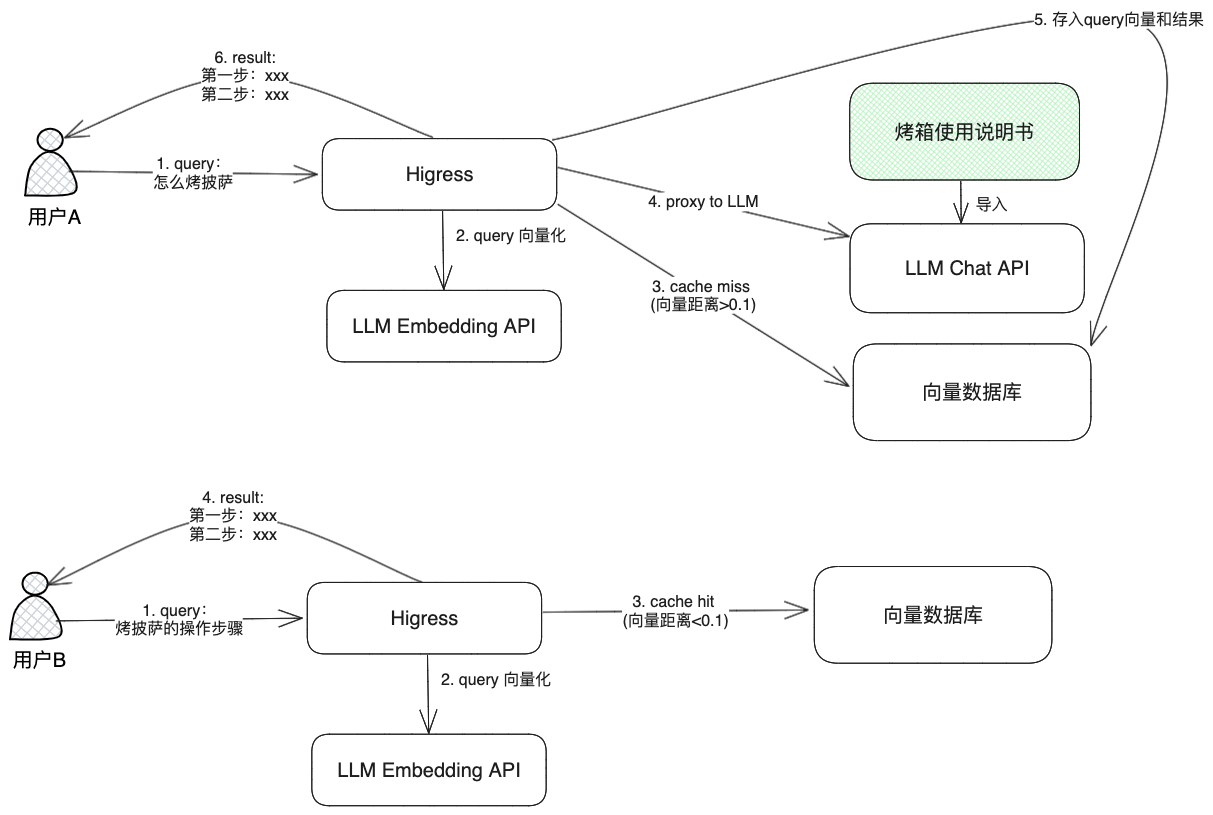 5. 存入query向量和结果
6. result:
第一步：xxx
第二步：xxx
烤箱使用说明书
1. query：
怎么烤披萨
Higress
用户A
4. proxy to LLM
导入
2. query 向量化
LLM Chat API
3. cache miss
(向量距离>0.1)
LLM Embedding API
向量数据库
4. result:
第一步：xxx
第二步：xxx
1. query：
烤披萨的操作步骤
Higress
3. cache hit
(向量距离<0.1)
向量数据库
用户B
2. query 向量化
LLM Embedding API